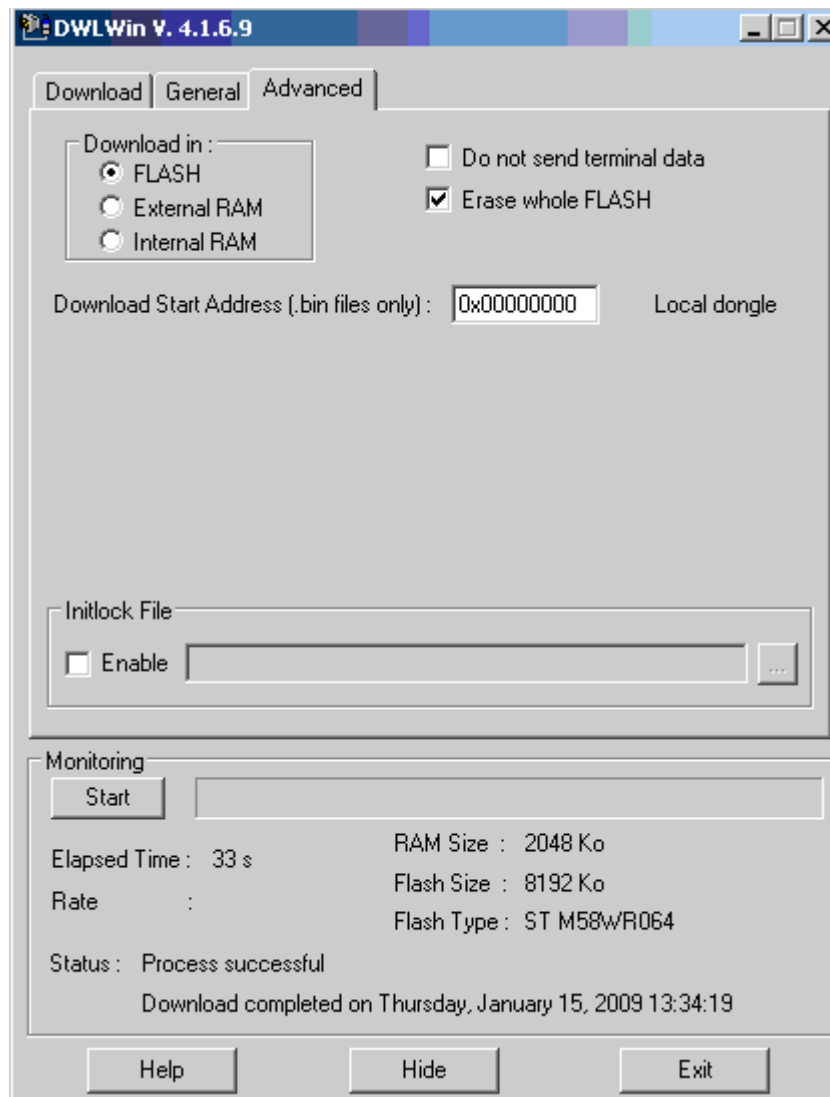 DWLWin V. 4.1.6.9
Download General Advanced
Download in :
FLASH
External RAM
Internal RAM
Do not send terminal data
Erase whole FLASH
Download Start Address (.bin files only) : 0x00000000 Local dongle
Initlock File
Enable ...
Monitoring
Start
Elapsed Time : 33 s
Rate :
RAM Size : 2048 Ko
Flash Size : 8192 Ko
Flash Type : ST M58WR064
Status : Process successful
Download completed on Thursday, January 15, 2009 13:34:19
Help Hide Exit